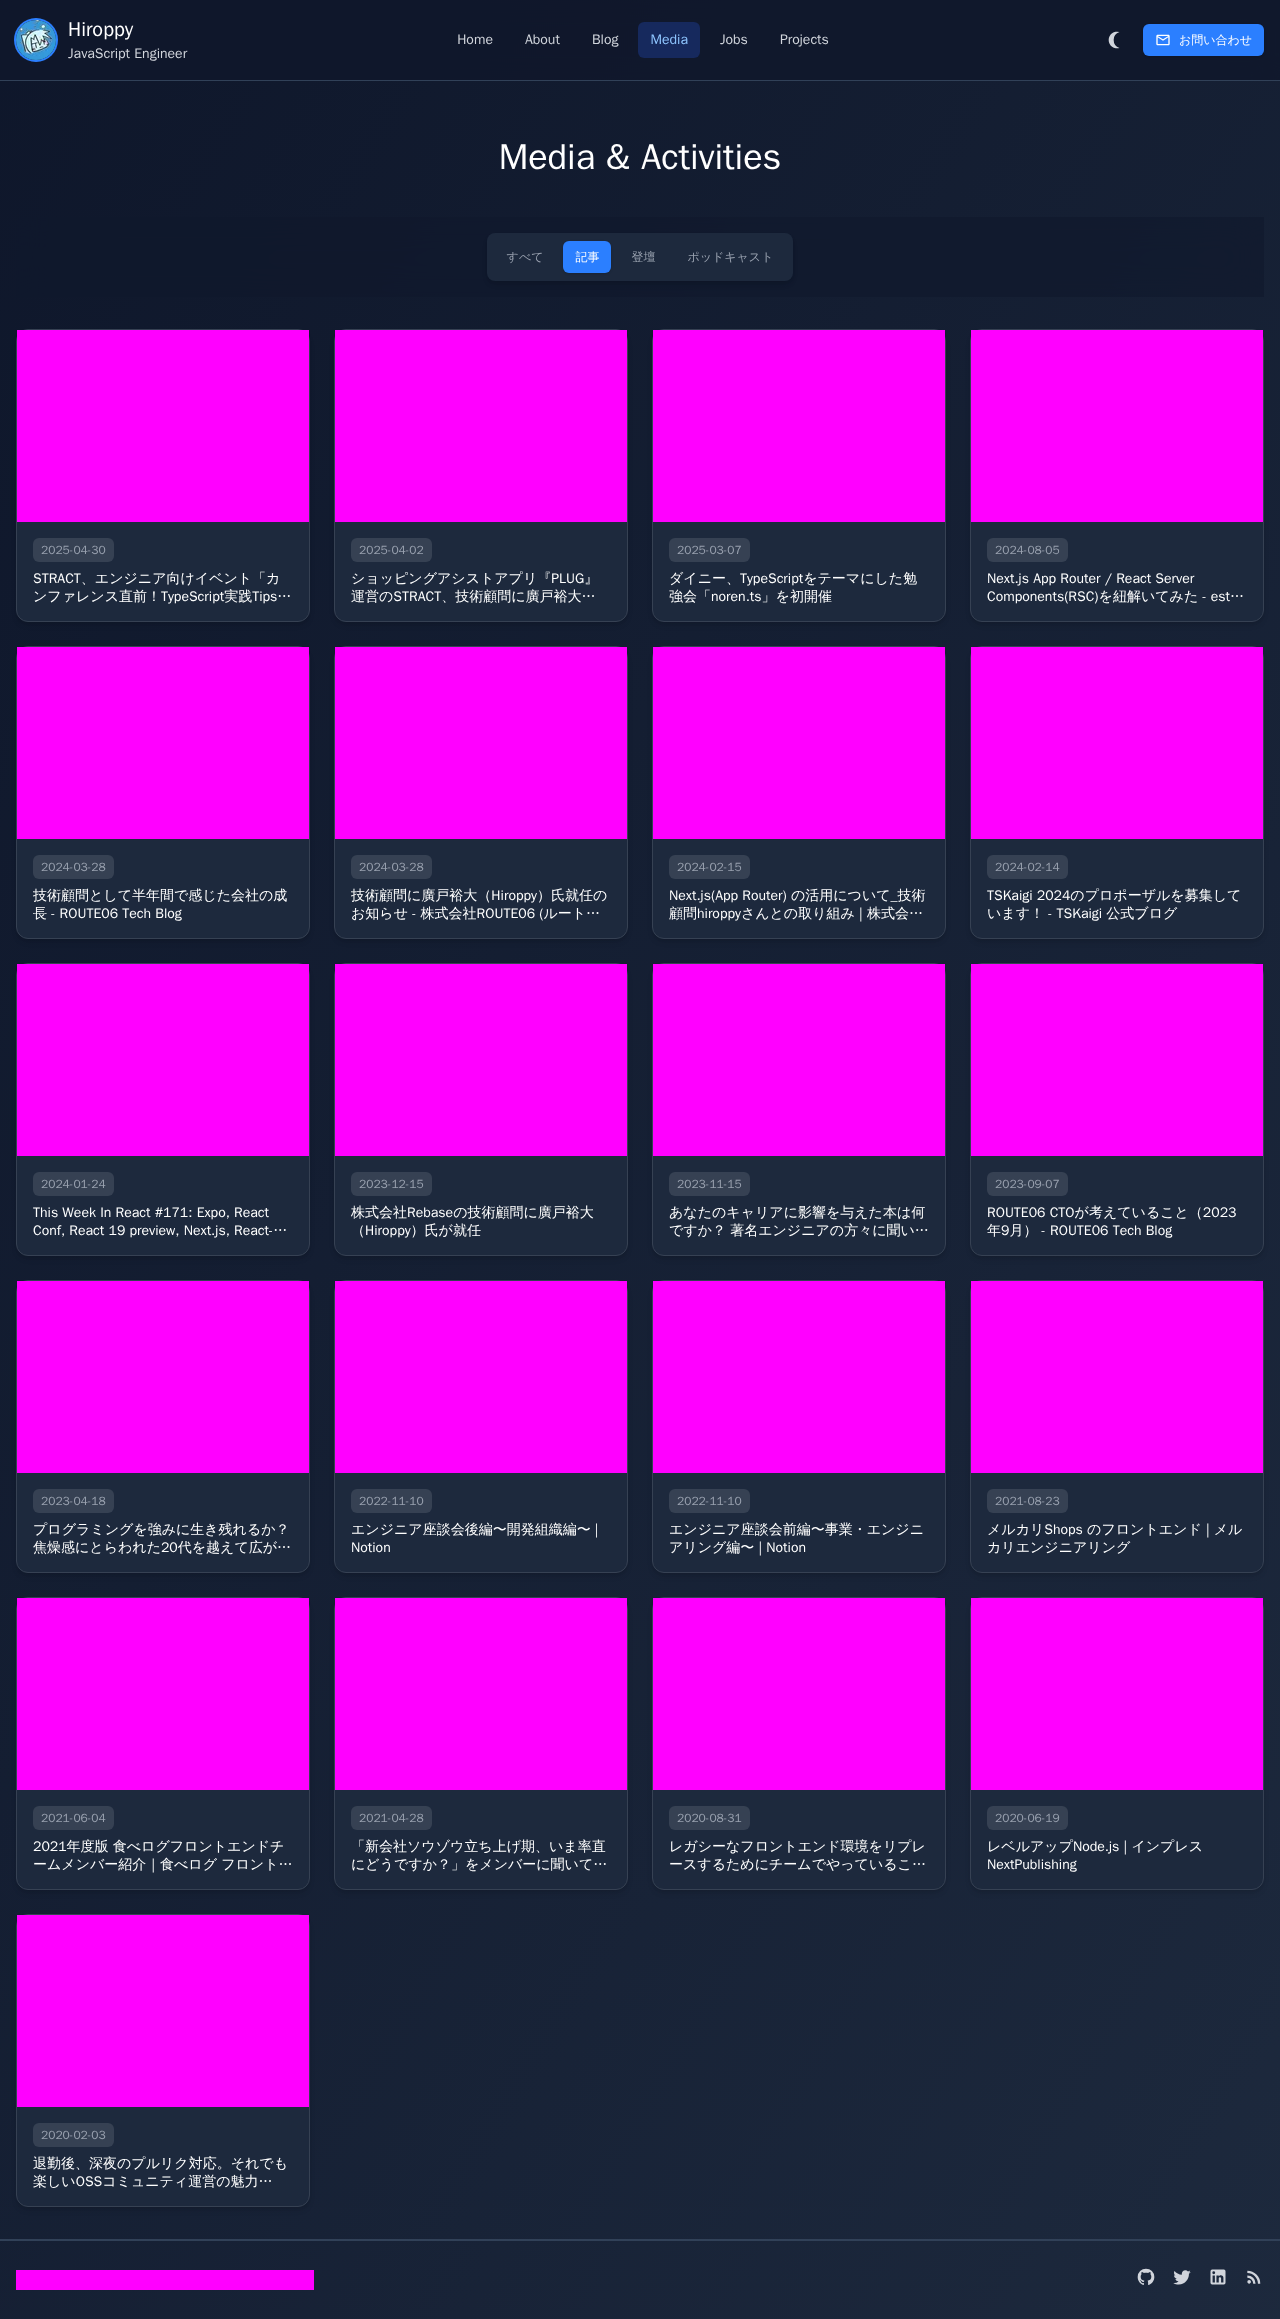 Hiroppy
JavaScript Engineer
Home
About
Blog
Media
Jobs
Projects
お問い合わせ
Media & Activities
すべて
記事
登壇
ポッドキャスト
2025-04-30
STRACT、エンジニア向けイベント「カ
ンファレンス直前！TypeScript実践Tips…
2025-04-02
ショッピングアシストアプリ『PLUG』
運営のSTRACT、技術顧問に廣戸裕大…
2025-03-07
ダイニー、TypeScriptをテーマにした勉
強会「noren.ts」を初開催
2024-08-05
Next.js App Router / React Server
Components(RSC)を紐解いてみた - est…
2024-03-28
技術顧問として半年間で感じた会社の成
長 - ROUTE06 Tech Blog
2024-03-28
技術顧問に廣戸裕大（Hiroppy）氏就任の
お知らせ - 株式会社ROUTE06 (ルート…
2024-02-15
Next.js(App Router) の活用について_技術
顧問hiroppyさんとの取り組み | 株式会…
2024-02-14
TSKaigi 2024のプロポーザルを募集して
います！ - TSKaigi 公式ブログ
2024-01-24
This Week In React #171: Expo, React
Conf, React 19 preview, Next.js, React-…
2023-12-15
株式会社Rebaseの技術顧問に廣戸裕大
（Hiroppy）氏が就任
2023-11-15
あなたのキャリアに影響を与えた本は何
ですか？ 著名エンジニアの方々に聞い…
2023-09-07
ROUTE06 CTOが考えていること（2023
年9月） - ROUTE06 Tech Blog
2023-04-18
プログラミングを強みに生き残れるか？
焦燥感にとらわれた20代を越えて広が…
2022-11-10
エンジニア座談会後編〜開発組織編〜 |
Notion
2022-11-10
エンジニア座談会前編〜事業・エンジニ
アリング編〜 | Notion
2021-08-23
メルカリShops のフロントエンド | メル
カリエンジニアリング
2021-06-04
2021年度版 食べログフロントエンドチ
ームメンバー紹介｜食べログ フロント…
2021-04-28
「新会社ソウゾウ立ち上げ期、いま率直
にどうですか？」をメンバーに聞いて…
2020-08-31
レガシーなフロントエンド環境をリプレ
ースするためにチームでやっているこ…
2020-06-19
レベルアップNode.js | インプレス
NextPublishing
2020-02-03
退勤後、深夜のプルリク対応。それでも
楽しいOSSコミュニティ運営の魅力…